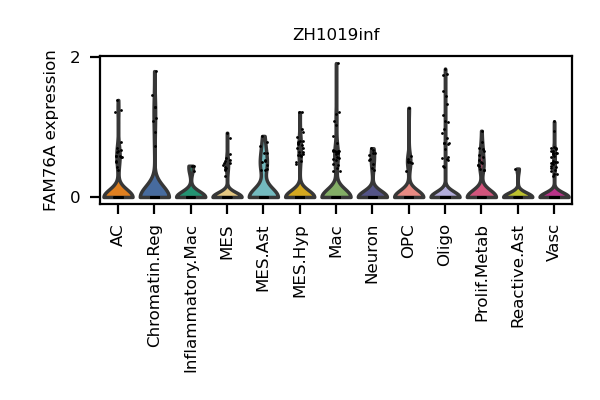 ZH1019inf
FAM76A expression
2
0
AC
Chromatin.Reg
Inflammatory.Mac
MES
MES.Ast
MES.Hyp
Mac
Neuron
OPC
Oligo
Prolif.Metab
Reactive.Ast
Vasc